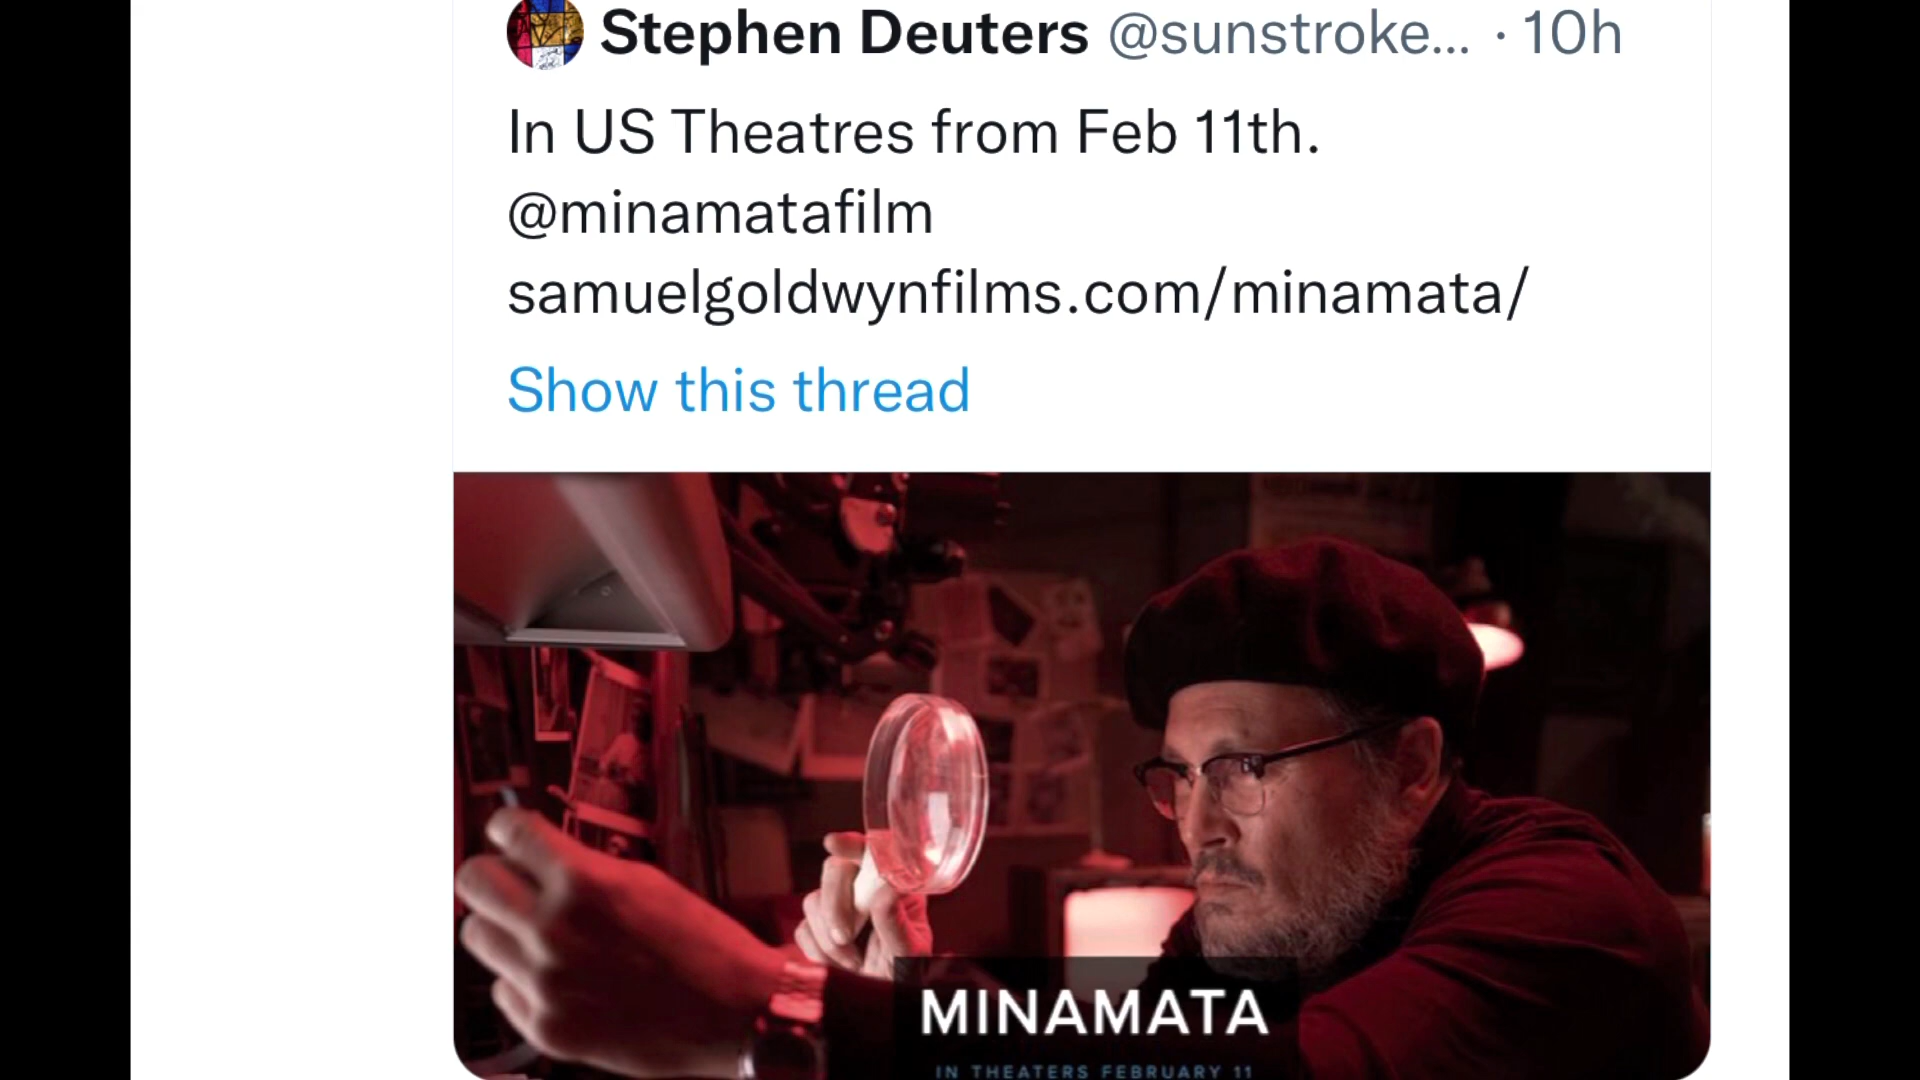 Stephen Deuters @sunstroke... · 10h
In US Theatres from Feb 11th.
@minamatafilm
samuelgoldwynfilms.com/minamata/
Show this thread
MINAMATA
IN THEATERS FEBRUARY 11